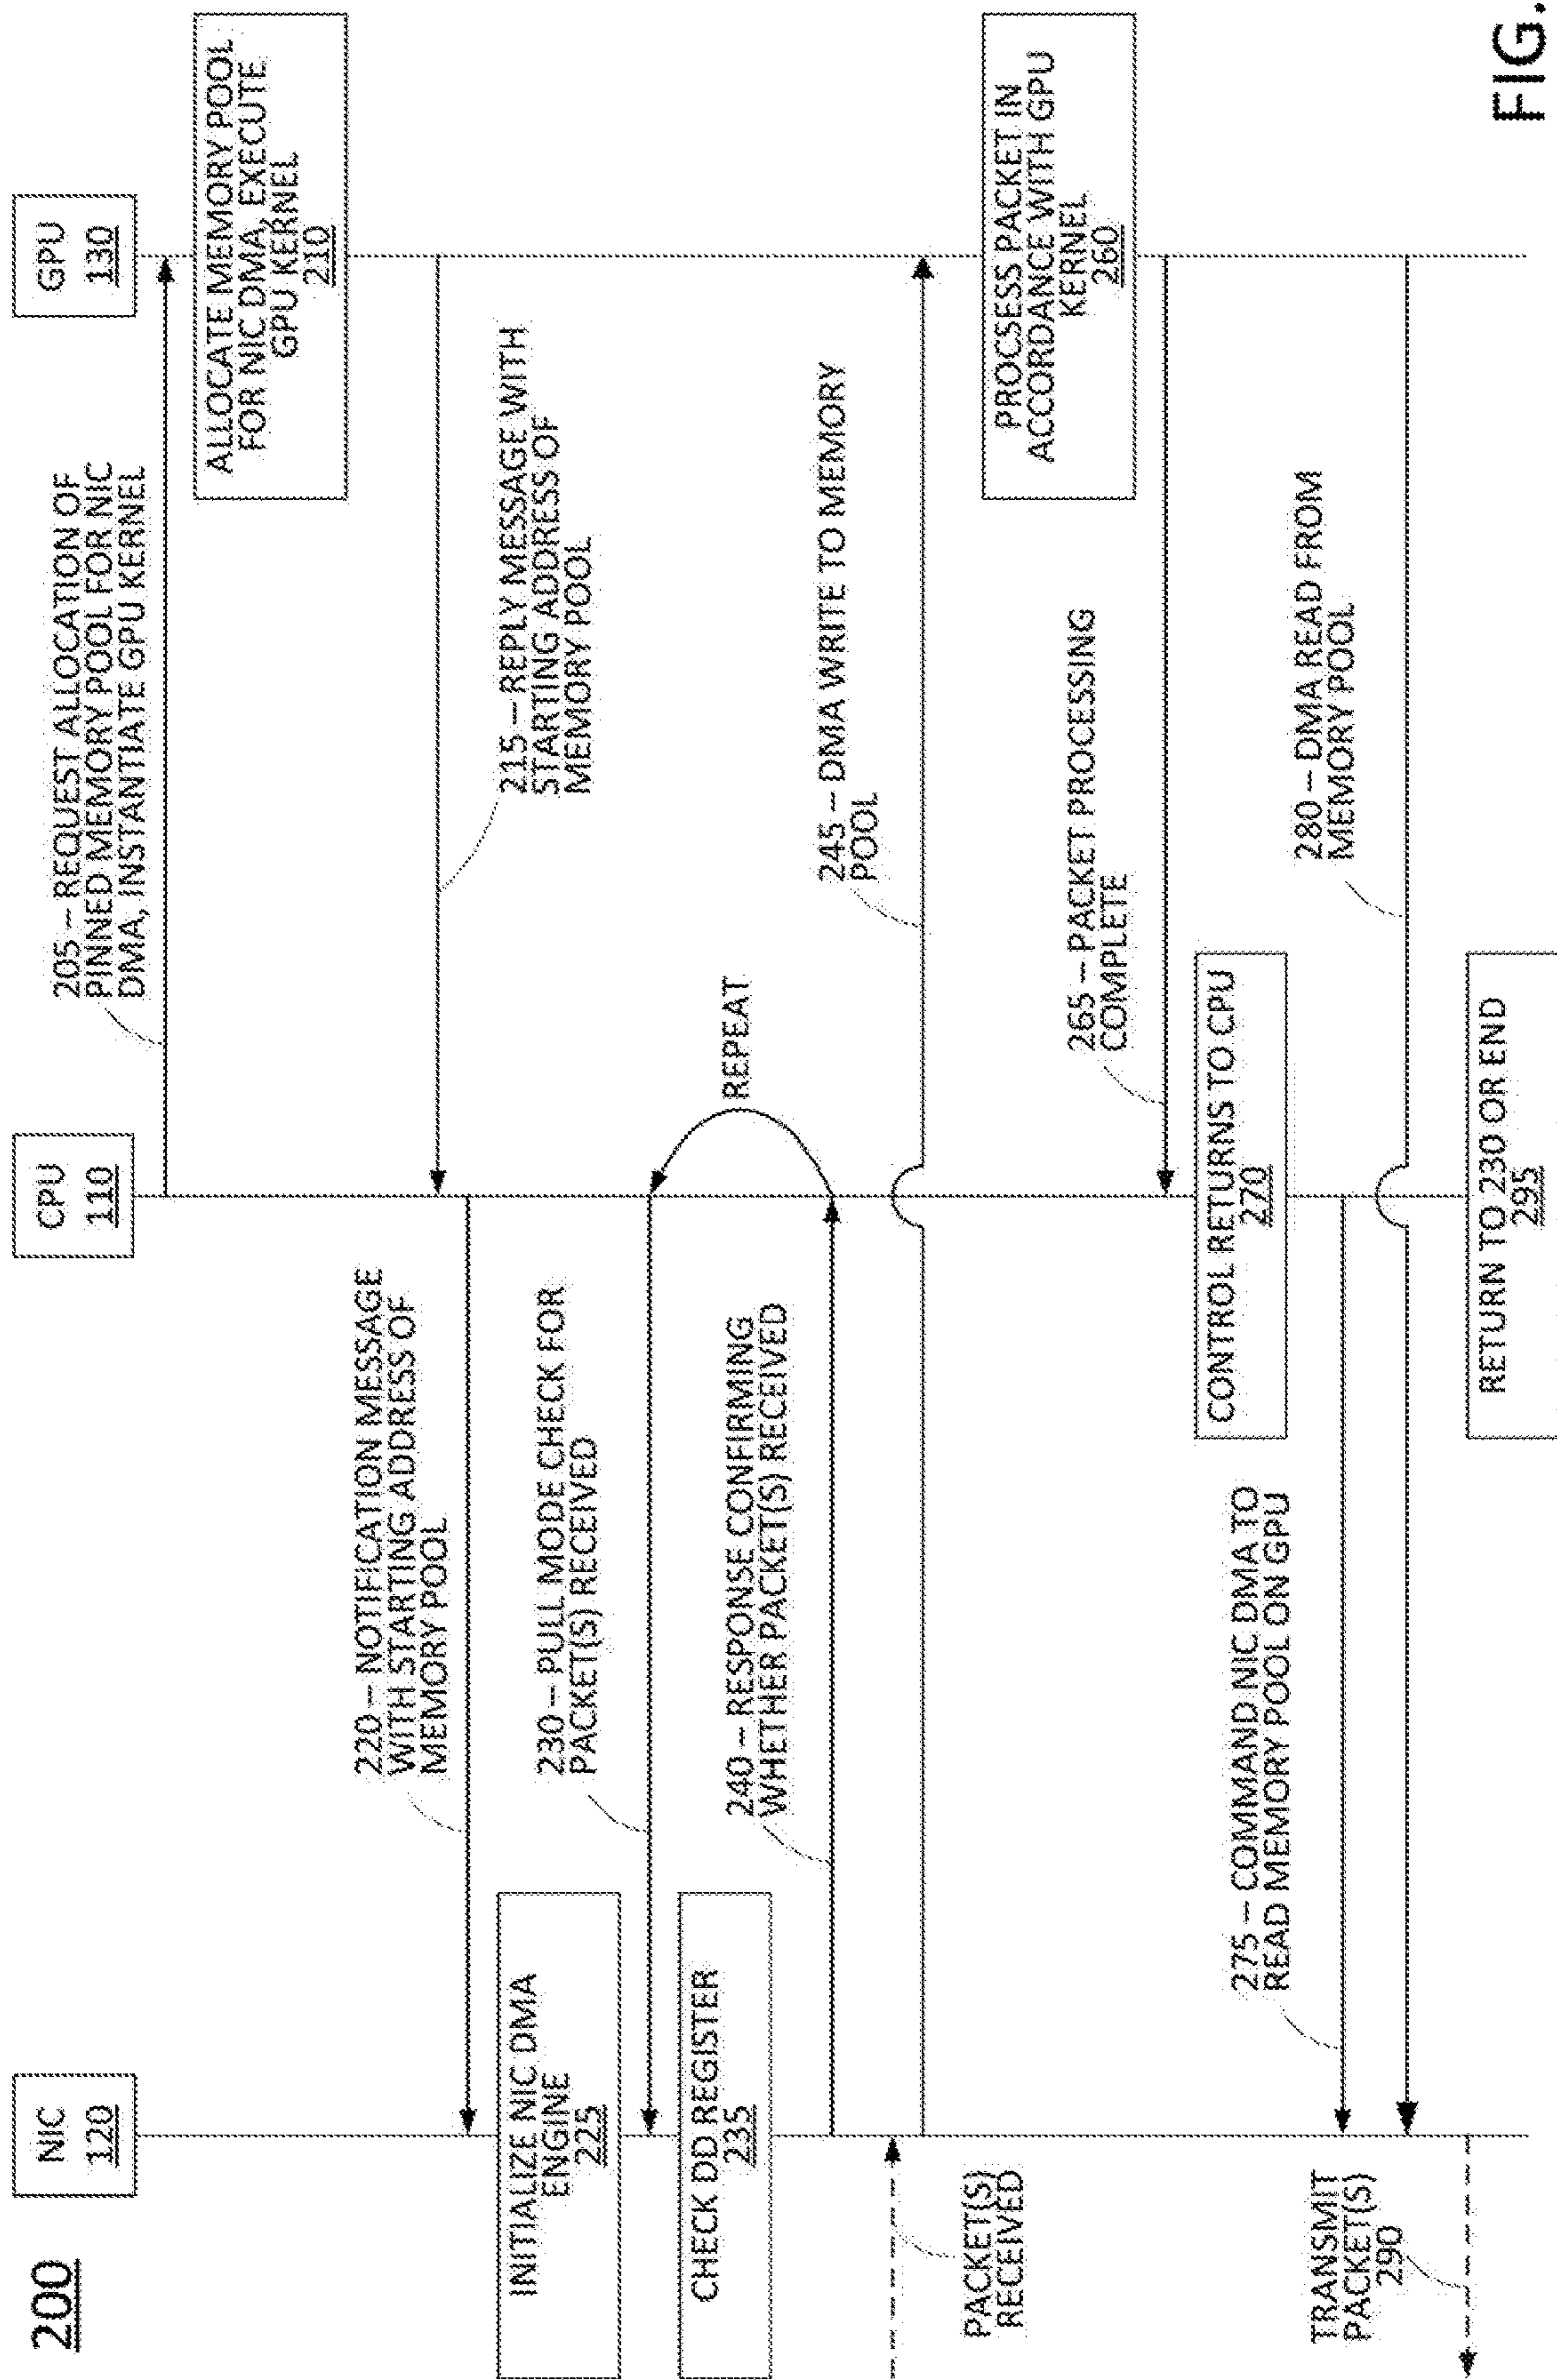 200
NIC
120
CPU
110
GPU
130
205 – REQUEST ALLOCATION OF
PINNED MEMORY POOL FOR NIC
DMA, INSTANTIATE GPU KERNEL
ALLOCATE MEMORY POOL
FOR NIC DMA, EXECUTE
GPU KERNEL
210
215 – REPLY MESSAGE WITH
STARTING ADDRESS OF
MEMORY POOL
220 – NOTIFICATION MESSAGE
WITH STARTING ADDRESS OF
MEMORY POOL
INITIALIZE NIC DMA
ENGINE
225
230 – PULL MODE CHECK FOR
PACKET(S) RECEIVED
CHECK DD REGISTER
235
240 – RESPONSE CONFIRMING
WHETHER PACKET(S) RECEIVED
REPEAT
245 – DMA WRITE TO MEMORY
POOL
PACKET(S)
RECEIVED
PROCSESS PACKET IN
ACCORDANCE WITH GPU
KERNEL
260
265 – PACKET PROCESSING
COMPLETE
CONTROL RETURNS TO CPU
270
275 – COMMAND NIC DMA TO
READ MEMORY POOL ON GPU
280 – DMA READ FROM
MEMORY POOL
TRANSMIT
PACKET(S)
290
RETURN TO 230 OR END
295
FIG.